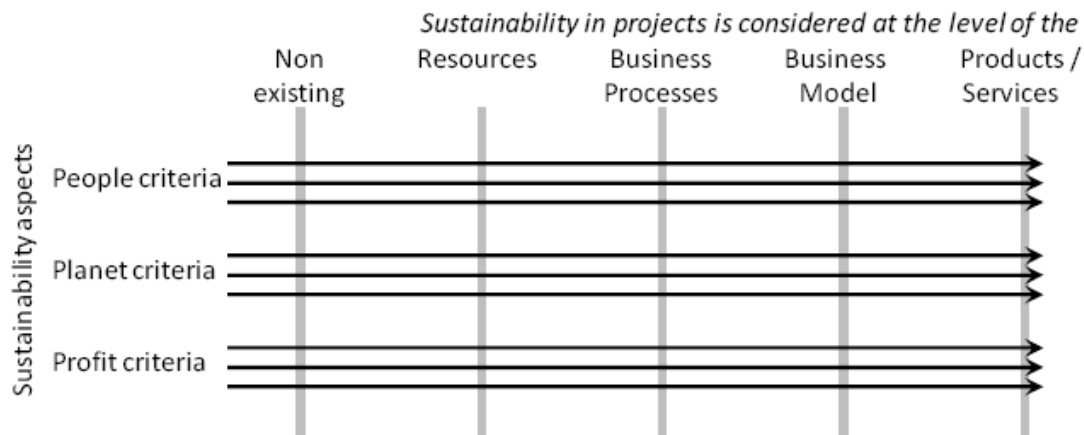 Sustainability in projects is considered at the level of the
Non existing
Resources
Business Processes
Business Model
Products / Services
Sustainability aspects
People criteria
Planet criteria
Profit criteria